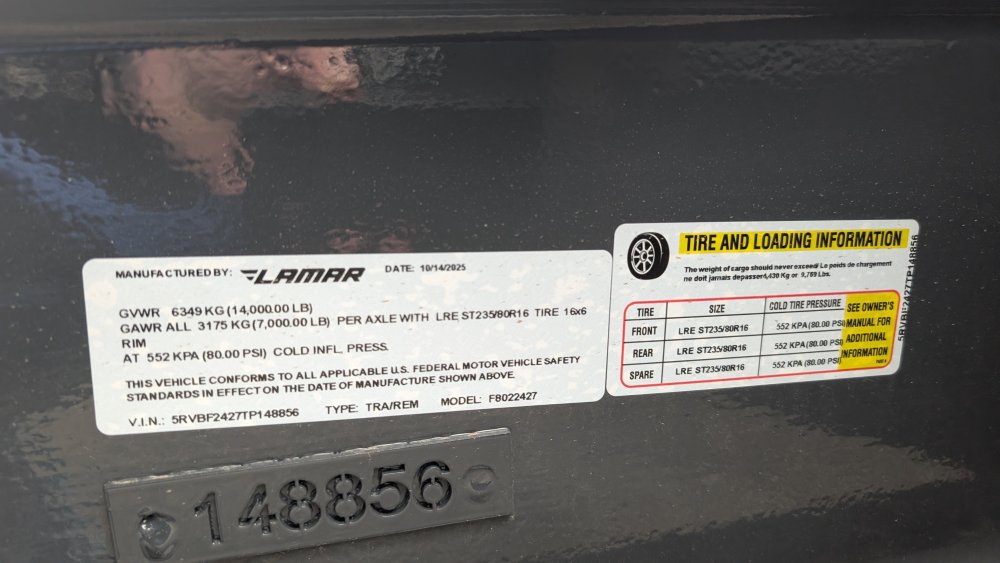 MANUFACTURED BY: LAMAR DATE: 10/14/2025
GVWR 6349 KG (14,000.00 LB)
GAWR ALL 3175 KG (7,000.00 LB) PER AXLE WITH LRE ST235/80R16 TIRE 16x6
RIM
AT 552 KPA (80.00 PSI) COLD INFL. PRESS.
THIS VEHICLE CONFORMS TO ALL APPLICABLE U.S. FEDERAL MOTOR VEHICLE SAFETY
STANDARDS IN EFFECT ON THE DATE OF MANUFACTURE SHOWN ABOVE.
V.I.N.: 5RVBF2427TP148856 TYPE: TRA/REM MODEL: F8022427
TIRE AND LOADING INFORMATION
The weight of cargo should never exceed/ Le poids de chargement
ne doit jamais depasser4,430 Kg or 9,769 Lbs.
TIRE SIZE COLD TIRE PRESSURE
FRONT LRE ST235/80R16 552 KPA (80.00 PSI)
REAR LRE ST235/80R16 552 KPA (80.00 PSI)
SPARE LRE ST235/80R16 552 KPA (80.00 PSI)
SEE OWNER'S
MANUAL FOR
ADDITIONAL
INFORMATION
5RVBF2427TP148856
148856